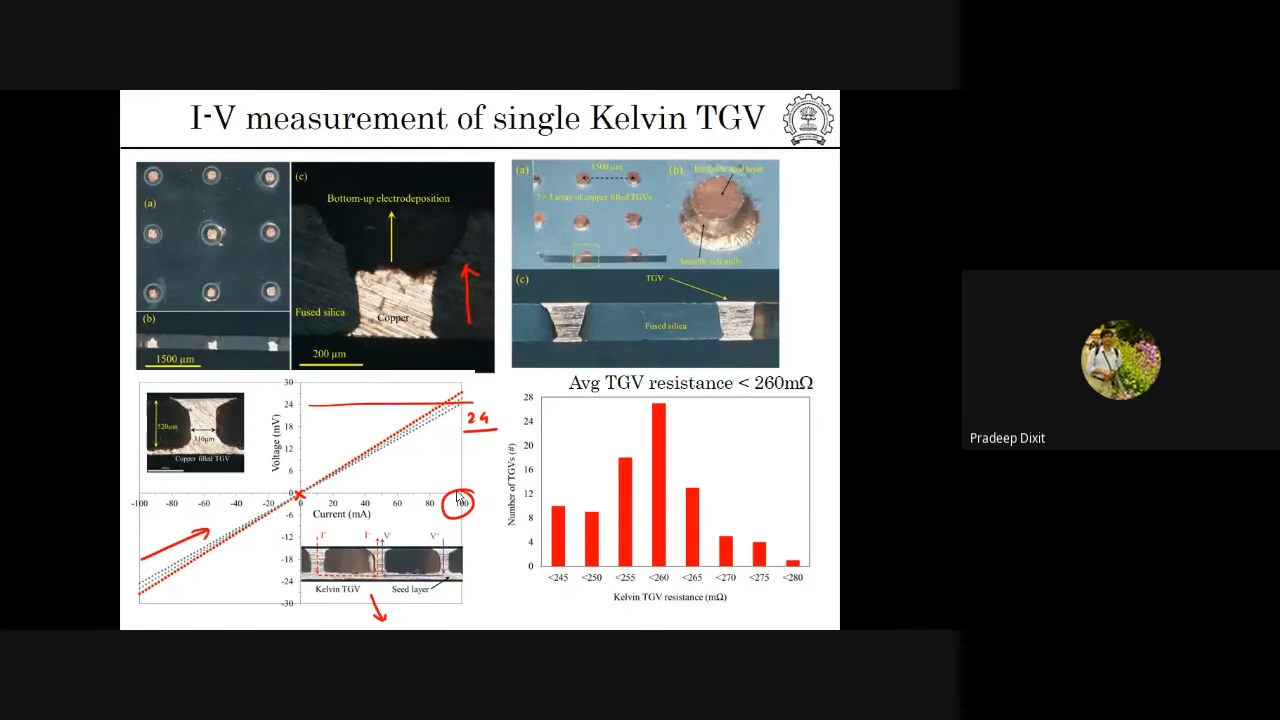 I-V measurement of single Kelvin TGV
(a)
(b)
1500 µm
(c)
Bottom-up electrodeposition
Fused silica
Copper
200 µm
(a)
1500 µm
(b)
Back side seed layer
3×3 array of copper filled TGVs
Smooth sidewalls
(c)
TGV
Fused silica
30
24
18
12
6
0
-6
-12
-18
-24
-30
Voltage (mV)
-100 -80 -60 -40 -20 0 20 40 60 80 100
Current (mA)
520µm
310µm
Copper filled TGV
24
I⁻ I⁺ V⁻ V⁺
Kelvin TGV
Seed layer
Avg TGV resistance < 260mΩ
28
24
20
16
12
8
4
0
Number of TGVs (#)
<245 <250 <255 <260 <265 <270 <275 <280
Kelvin TGV resistance (mΩ)
Pradeep Dixit